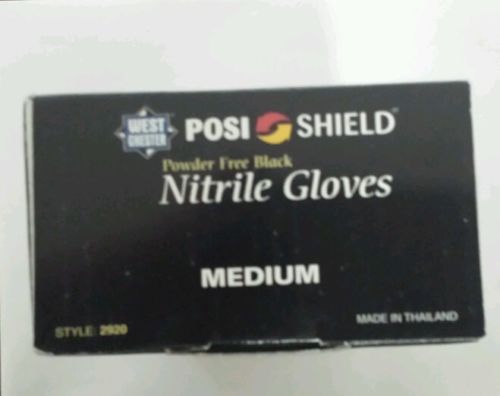 WEST CHESTER POSI SHIELD
Powder Free Black
Nitrile Gloves
MEDIUM
STYLE: 2920
MADE IN THAILAND